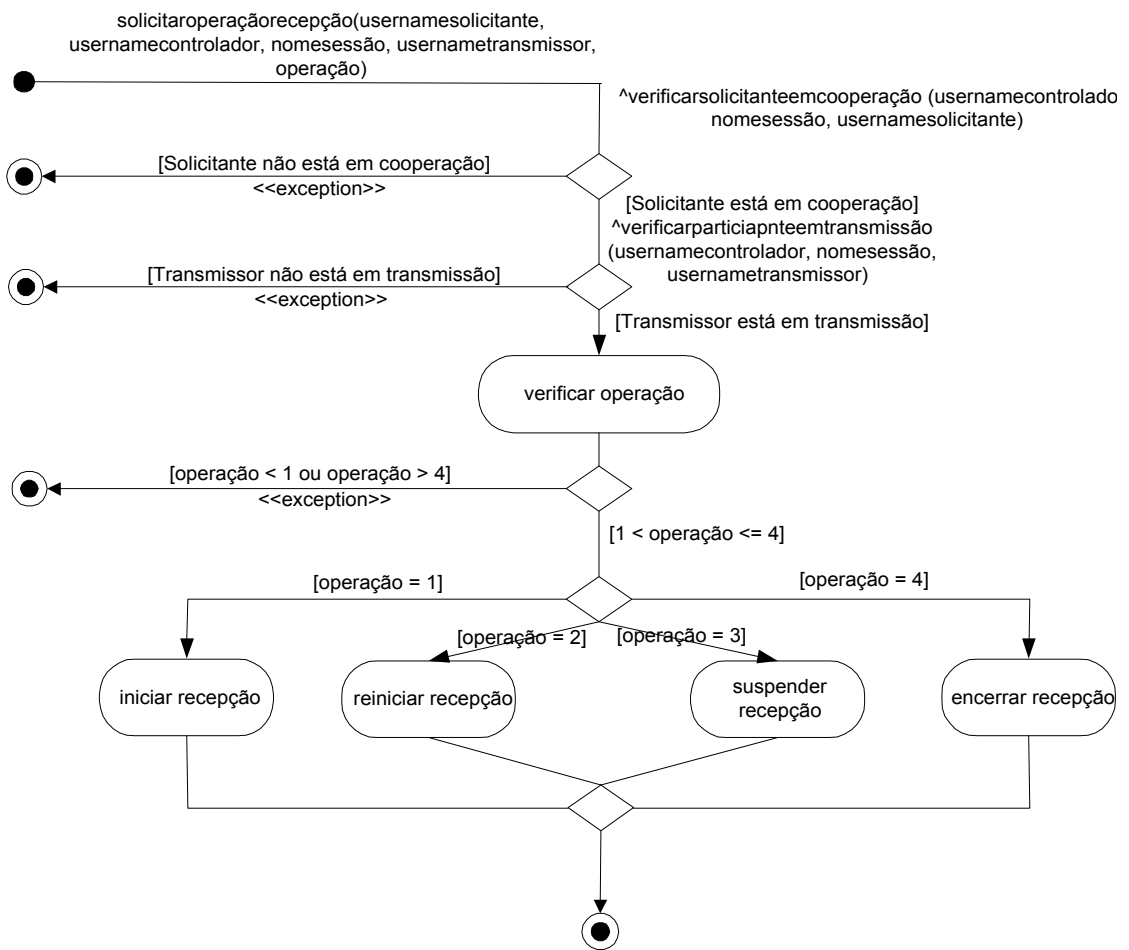 solicitaroperaçãorecepção(usernamesolicitante,
usernamecontrolador, nomesessão, usernametransmissor,
operação)
^verificarsolicitanteemcooperação (usernamecontrolado
nomesessão, usernamesolicitante)
[Solicitante não está em cooperação]
<<exception>>
[Solicitante está em cooperação]
^verificarparticiapnteemtransmissão
(usernamecontrolador, nomesessão,
usernametransmissor)
[Transmissor não está em transmissão]
<<exception>>
[Transmissor está em transmissão]
verificar operação
[operação < 1 ou operação > 4]
<<exception>>
[1 < operação <= 4]
[operação = 1]
[operação = 4]
[operação = 2]
[operação = 3]
iniciar recepção
reiniciar recepção
suspender
recepção
encerrar recepção